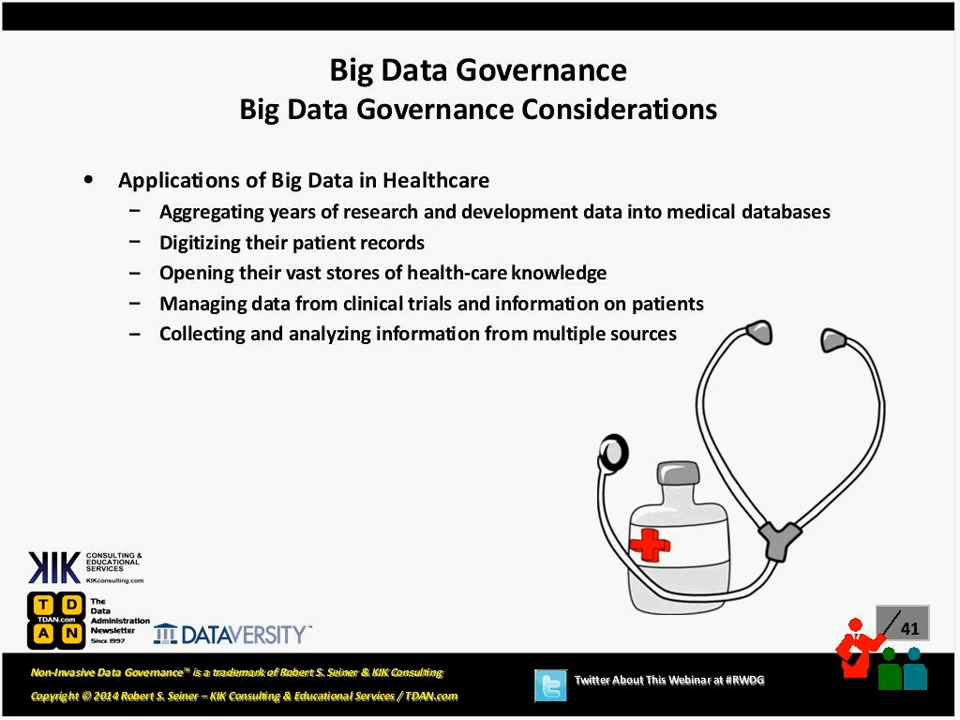 Big Data Governance
Big Data Governance Considerations
• Applications of Big Data in Healthcare
– Aggregating years of research and development data into medical databases
– Digitizing their patient records
– Opening their vast stores of health-care knowledge
– Managing data from clinical trials and information on patients
– Collecting and analyzing information from multiple sources
KIK
CONSULTING &
EDUCATIONAL
SERVICES
KIKconsulting.com
T D
TDAN.com
A N
The
Data
Administration
Newsletter
Since 1997
DATAVERSITY™
41
Non-Invasive Data Governance™ is a trademark of Robert S. Seiner & KIK Consulting
Copyright © 2014 Robert S. Seiner – KIK Consulting & Educational Services / TDAN.com
Twitter About This Webinar at #RWDG